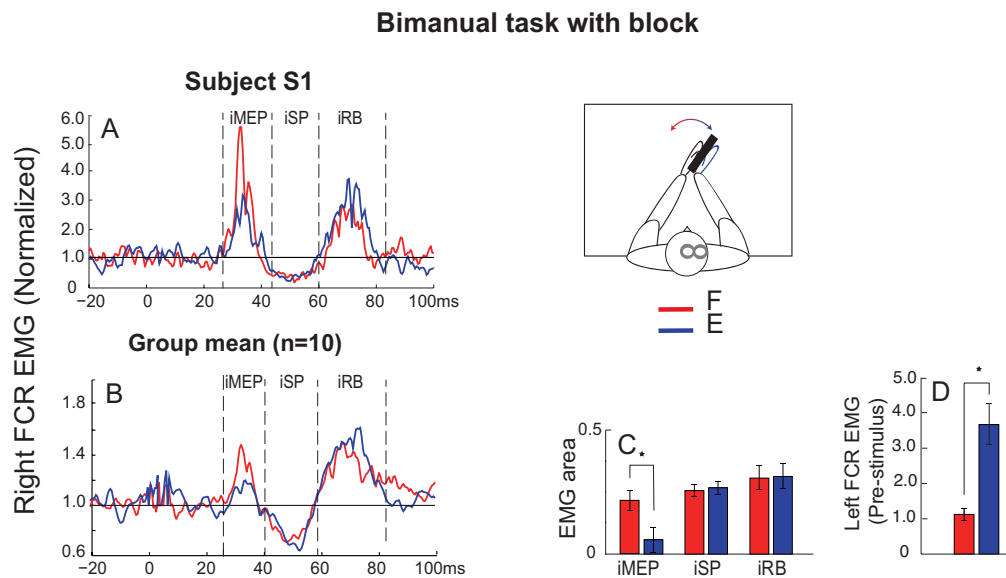 Bimanual task with block
Subject S1
Right FCR EMG (Normalized)
A
iMEP iSP iRB
6.0
5.0
4.0
3.0
2.0
1.0
0
−20 0 20 40 60 80 100ms
F
E
Group mean (n=10)
B
iMEP iSP iRB
1.8
1.4
1.0
0.6
−20 0 20 40 60 80 100ms
C
EMG area
0.5
0
*
iMEP iSP iRB
D
Left FCR EMG
(Pre-stimulus)
5.0
4.0
3.0
2.0
1.0
0
*